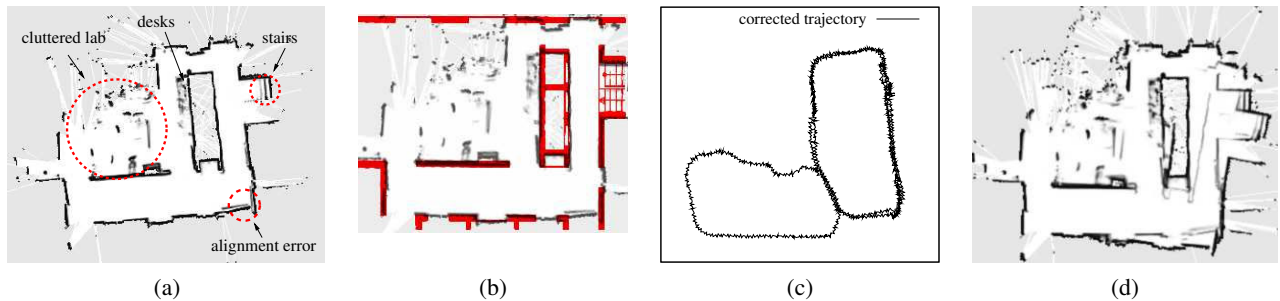 desks
cluttered lab
stairs
alignment error
corrected trajectory
(a)
(b)
(c)
(d)